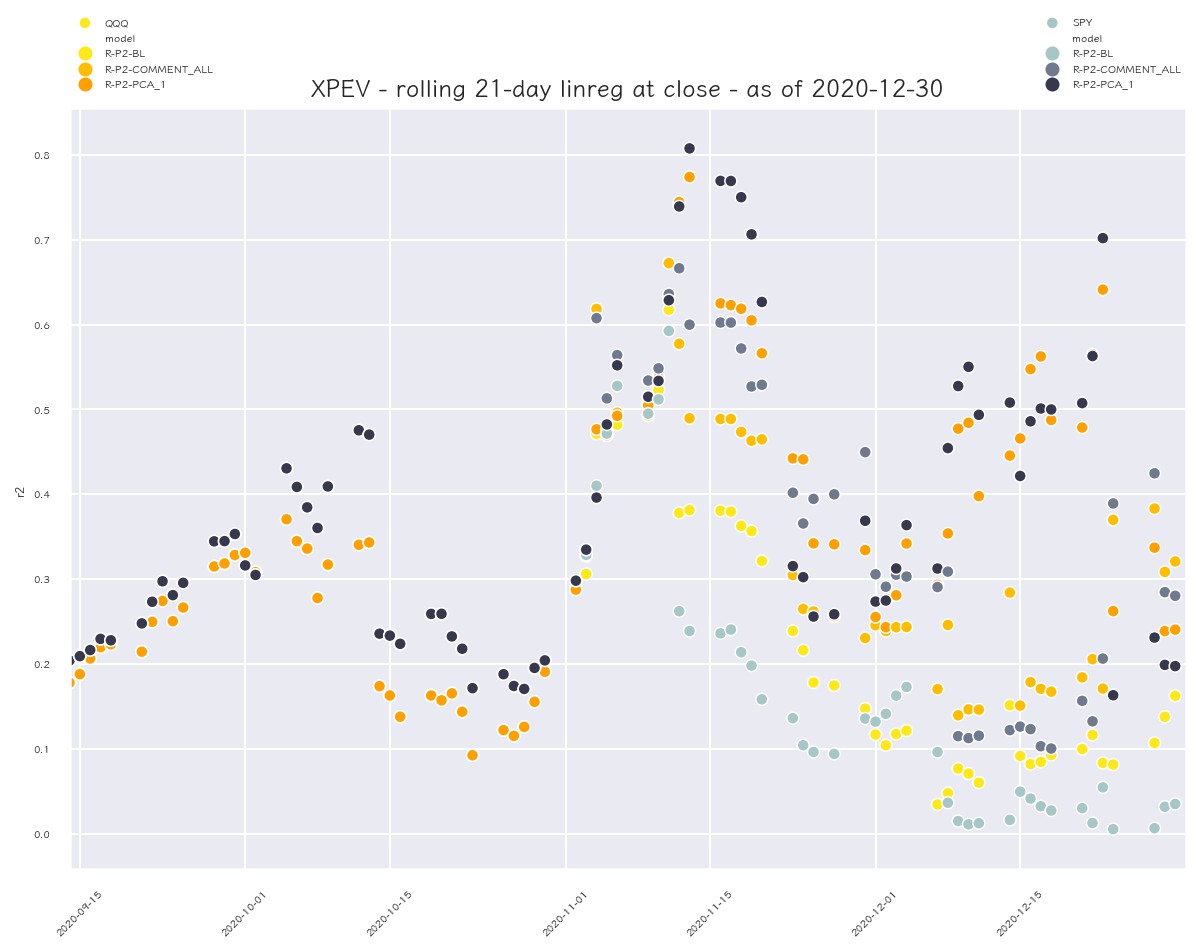 QQQ
model
R-P2-BL
R-P2-COMMENT_ALL
R-P2-PCA_1
SPY
model
R-P2-BL
R-P2-COMMENT_ALL
R-P2-PCA_1
XPEV - rolling 21-day linreg at close - as of 2020-12-30
0.8
0.7
0.6
0.5
0.4
0.3
0.2
0.1
0.0
r2
2020-09-15
2020-10-01
2020-10-15
2020-11-01
2020-11-15
2020-12-01
2020-12-15